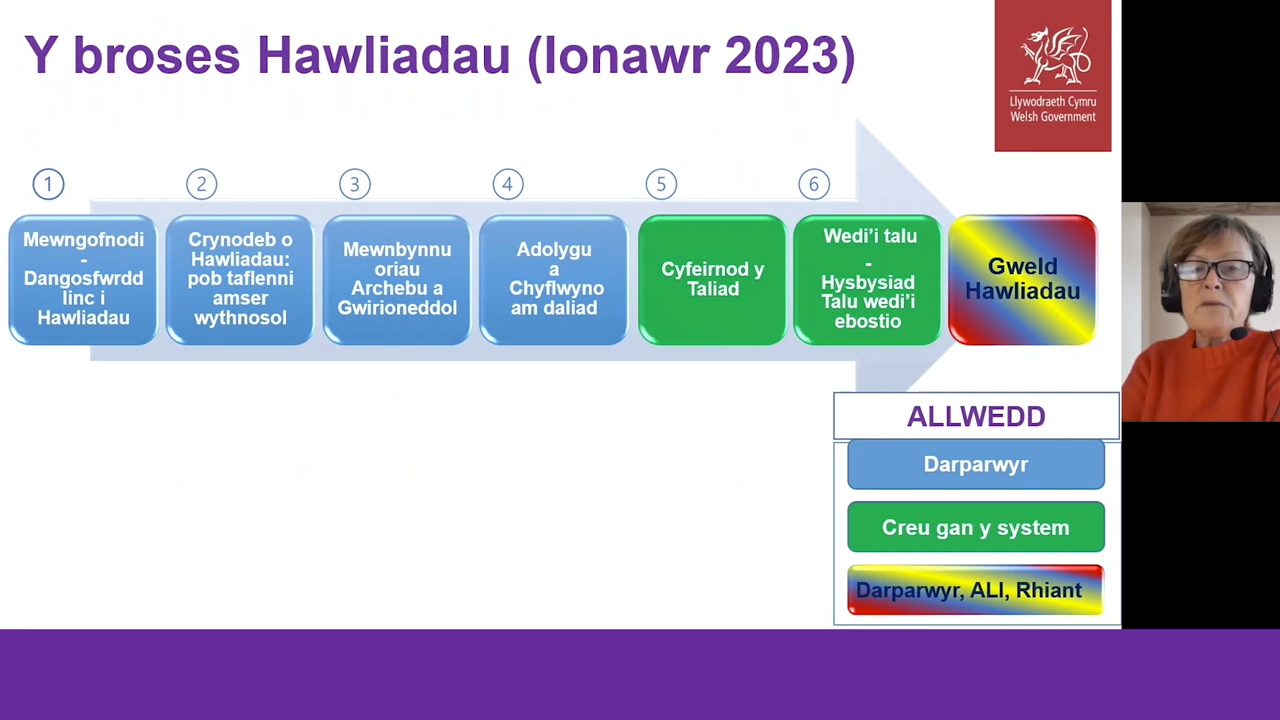 Y broses Hawliadau (Ionawr 2023)
Llywodraeth Cymru
Welsh Government
1
2
3
4
5
6
Mewngofnodi
-
Dangosfwrdd
linc i
Hawliadau
Crynodeb o
Hawliadau:
pob taflenni
amser
wythnosol
Mewnbynnu
oriau
Archebu a
Gwirioneddol
Adolygu
a
Chyflwyno
am daliad
Cyfeirnod y
Taliad
Wedi’i talu
-
Hysbysiad
Talu wedi’i
ebostio
Gweld
Hawliadau
ALLWEDD
Darparwyr
Creu gan y system
Darparwyr, ALl, Rhiant